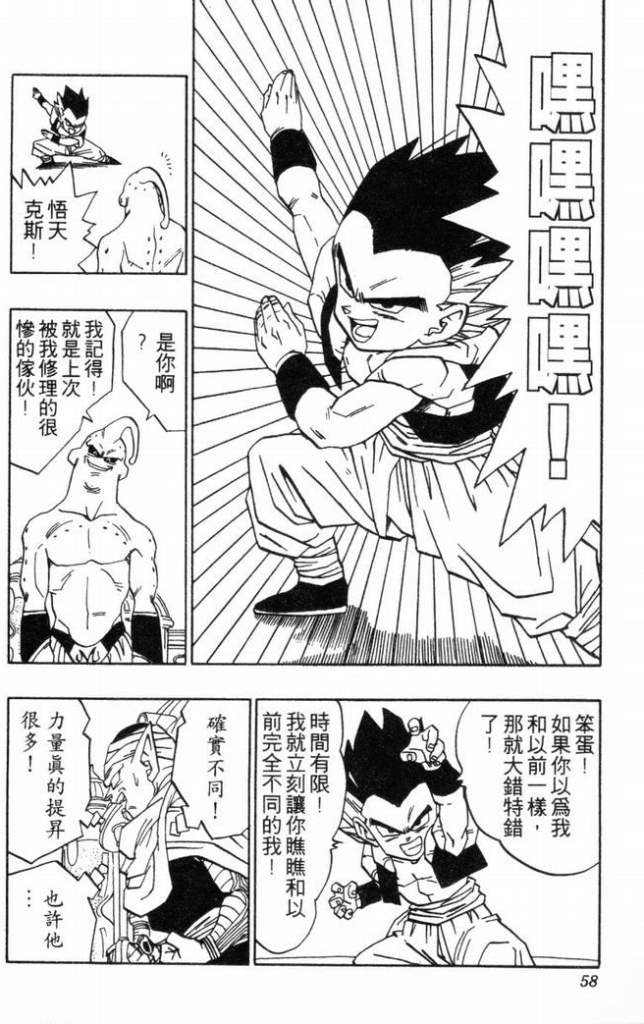 嘿嘿嘿嘿！
悟天
克斯！
是你啊
？
我記得！
就是上次
被我修理的很
慘的傢伙！
笨蛋！
如果你以為我
和以前一樣，
那就大錯特錯
了！
時間有限！
我就立刻讓你瞧瞧和以
前完全不同的我！
確實不同！
力量真的提昇
很多！
也許他
…
58